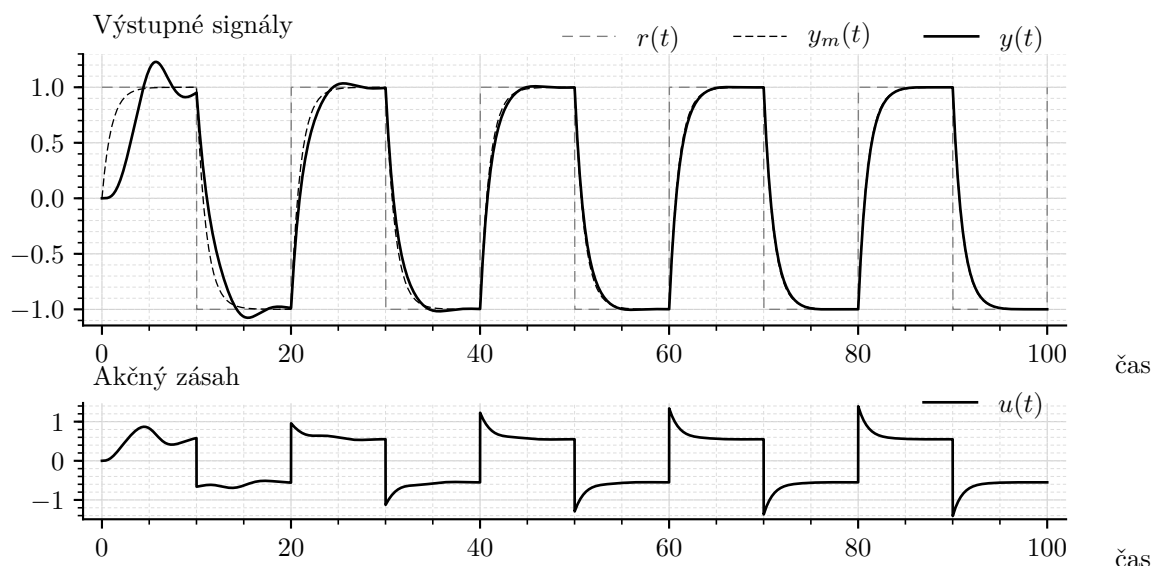 Výstupné signály
r(t) y_m(t) y(t)
1.0
0.5
0.0
−0.5
−1.0
0 20 40 60 80 100
čas
Akčný zásah
u(t)
1
0
−1
0 20 40 60 80 100
čas